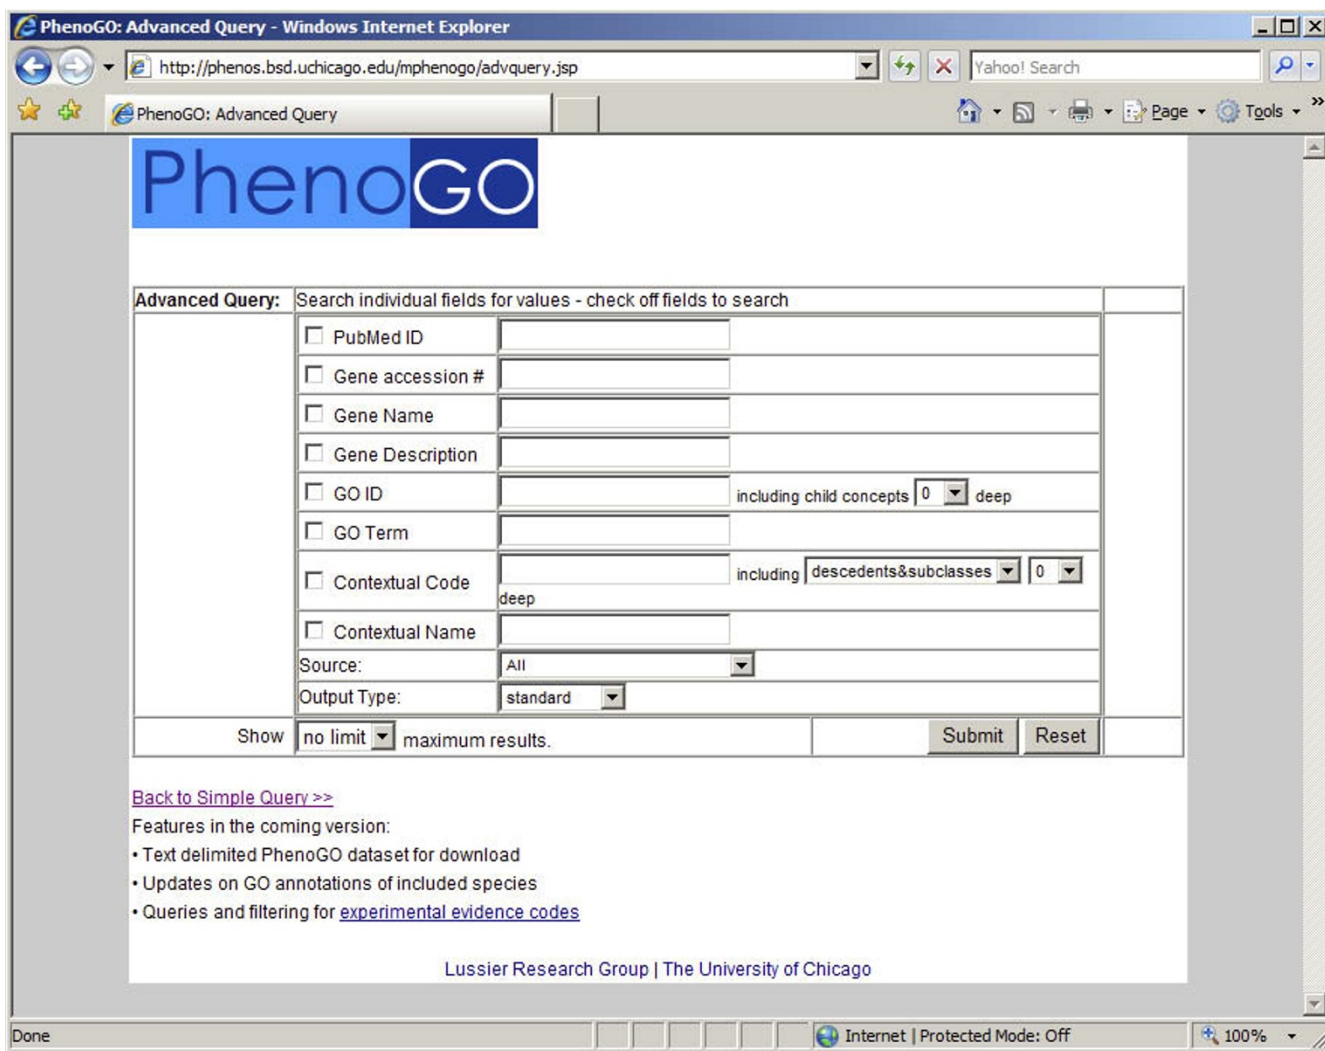 PhenoGO: Advanced Query - Windows Internet Explorer
http://phenos.bsd.uchicago.edu/mphenogo/advquery.jsp
Yahoo! Search
PhenoGO: Advanced Query
Page
Tools
»
PhenoGO
Advanced Query: Search individual fields for values - check off fields to search
PubMed ID
Gene accession #
Gene Name
Gene Description
GO ID including child concepts 0 deep
GO Term
Contextual Code including descedents&subclasses 0
deep
Contextual Name
Source: All
Output Type: standard
Show no limit maximum results. Submit Reset
Back to Simple Query >>
Features in the coming version:
• Text delimited PhenoGO dataset for download
• Updates on GO annotations of included species
• Queries and filtering for experimental evidence codes
Lussier Research Group | The University of Chicago
Done Internet | Protected Mode: Off 100%